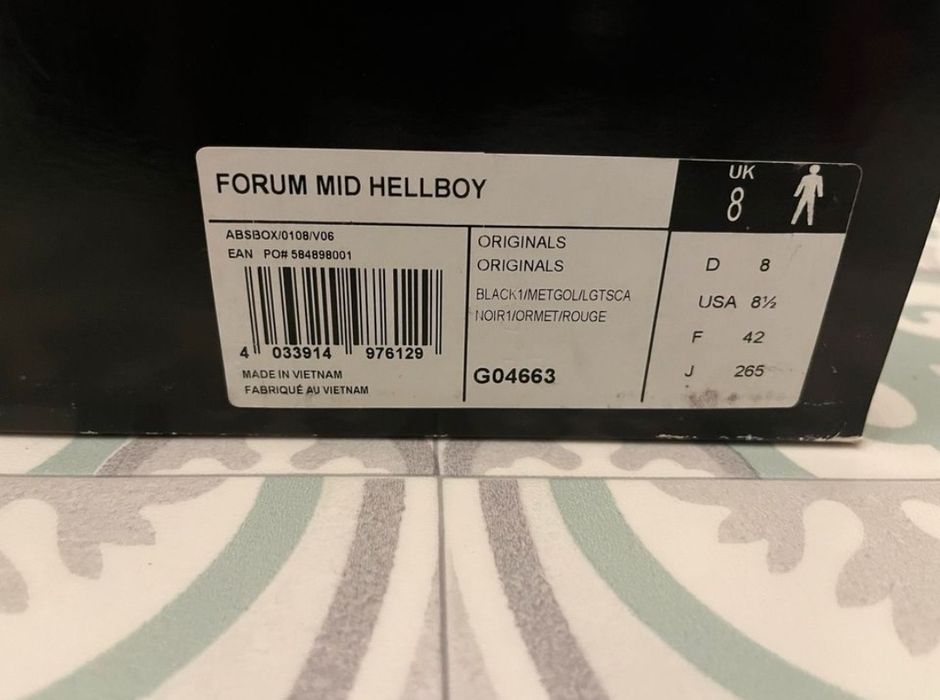 FORUM MID HELLBOY
UK
8
ABSBOX/0108/V06
EAN PO# 584898001
4 033914 976129
MADE IN VIETNAM
FABRIQUÉ AU VIETNAM
ORIGINALS
ORIGINALS
BLACK1/METGOL/LGTSCA
NOIR1/ORMET/ROUGE
G04663
D 8
USA 8½
F 42
J 265